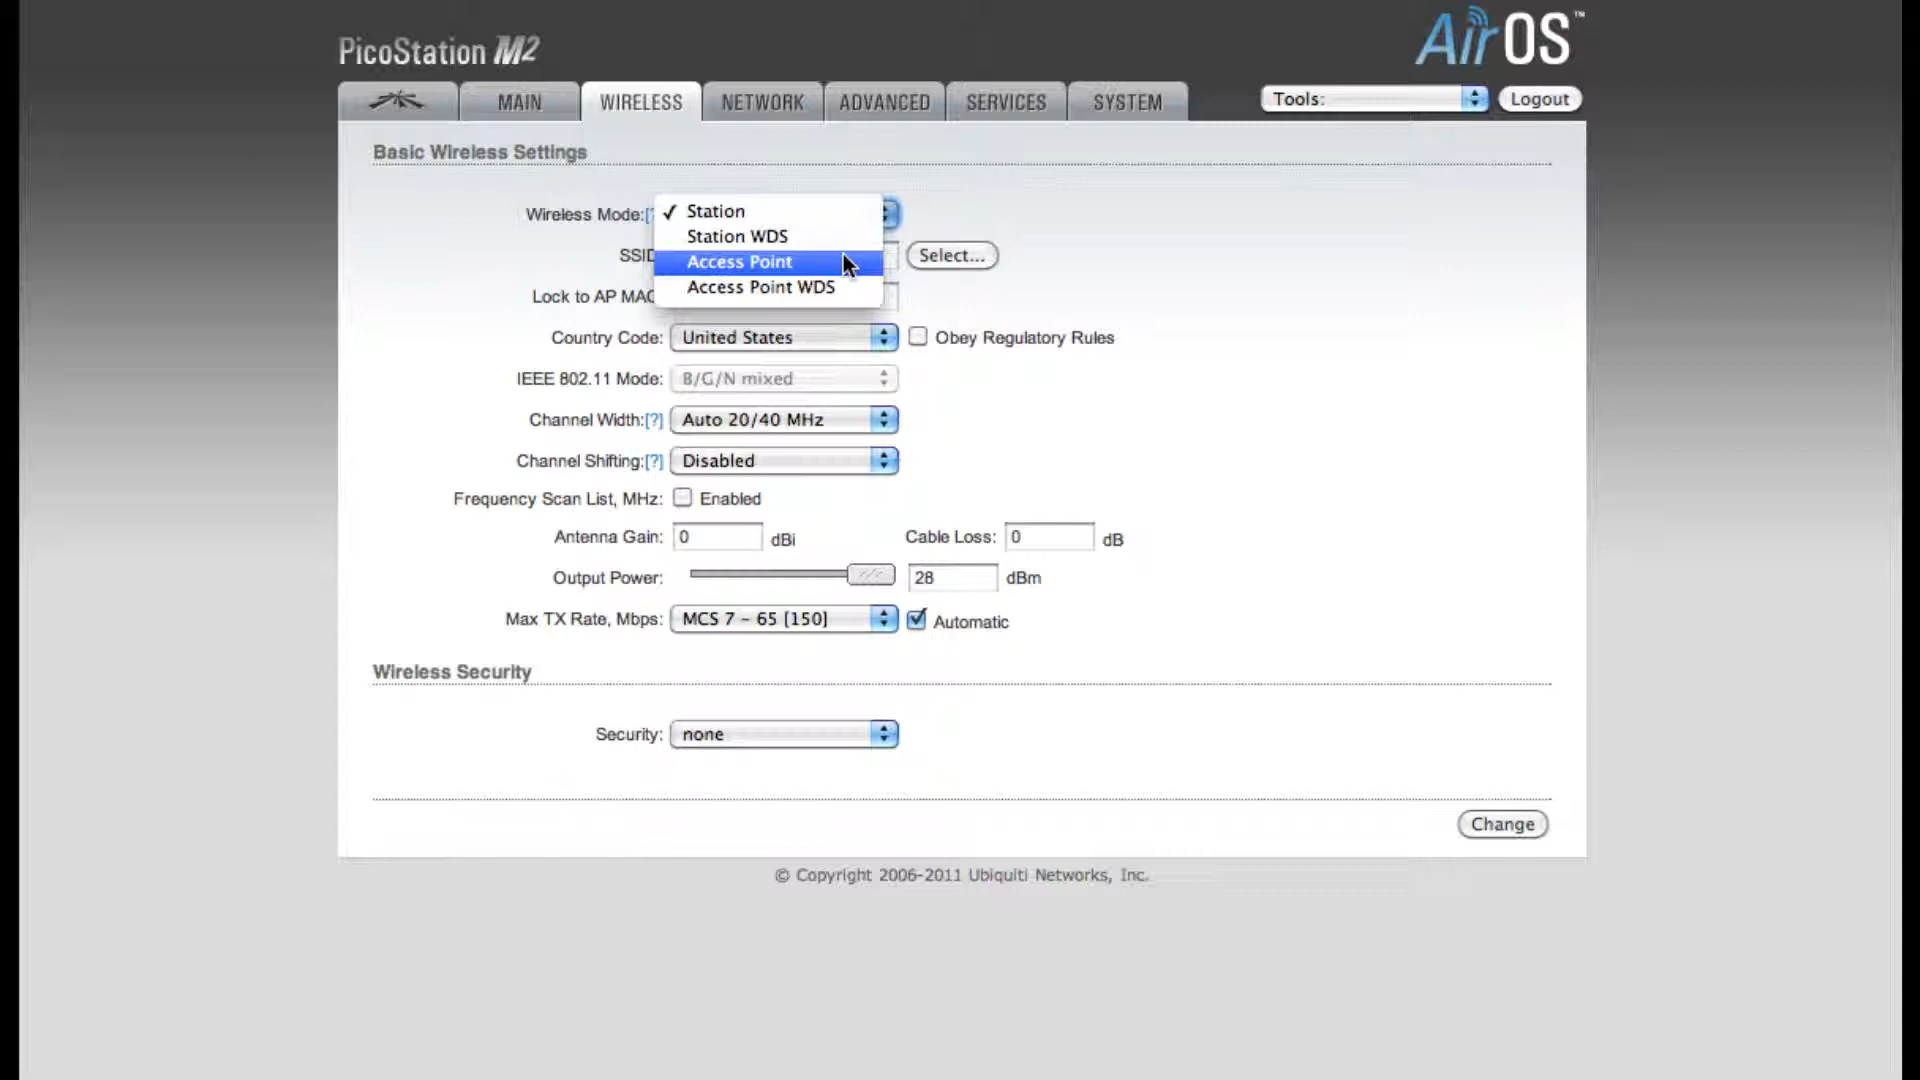 PicoStation M2
AirOS™
MAIN
WIRELESS
NETWORK
ADVANCED
SERVICES
SYSTEM
Tools:
Logout
Basic Wireless Settings
Wireless Mode:[?
✓ Station
Station WDS
Access Point
Access Point WDS
SSID
Select...
Lock to AP MAC
Country Code: United States Obey Regulatory Rules
IEEE 802.11 Mode: B/G/N mixed
Channel Width:[?] Auto 20/40 MHz
Channel Shifting:[?] Disabled
Frequency Scan List, MHz: Enabled
Antenna Gain: 0 dBi Cable Loss: 0 dB
Output Power: 28 dBm
Max TX Rate, Mbps: MCS 7 - 65 [150] Automatic
Wireless Security
Security: none
Change
© Copyright 2006-2011 Ubiquiti Networks, Inc.